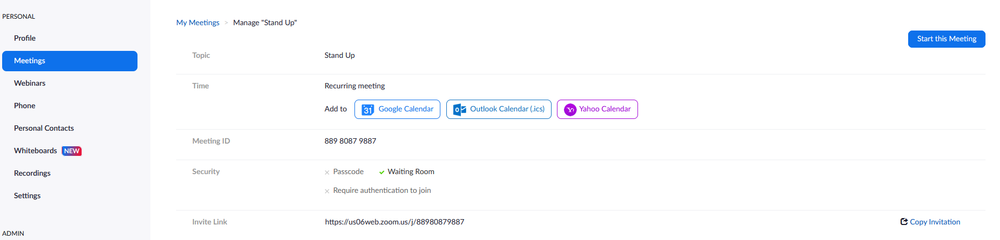 PERSONAL
Profile
Meetings
Webinars
Phone
Personal Contacts
Whiteboards NEW
Recordings
Settings
ADMIN
My Meetings > Manage "Stand Up"
Start this Meeting
Topic Stand Up
Time Recurring meeting
Add to 31 Google Calendar Outlook Calendar (.ics) Y! Yahoo Calendar
Meeting ID 889 8087 9887
Security Passcode Waiting Room
Require authentication to join
Invite Link https://us06web.zoom.us/j/88980879887 Copy Invitation